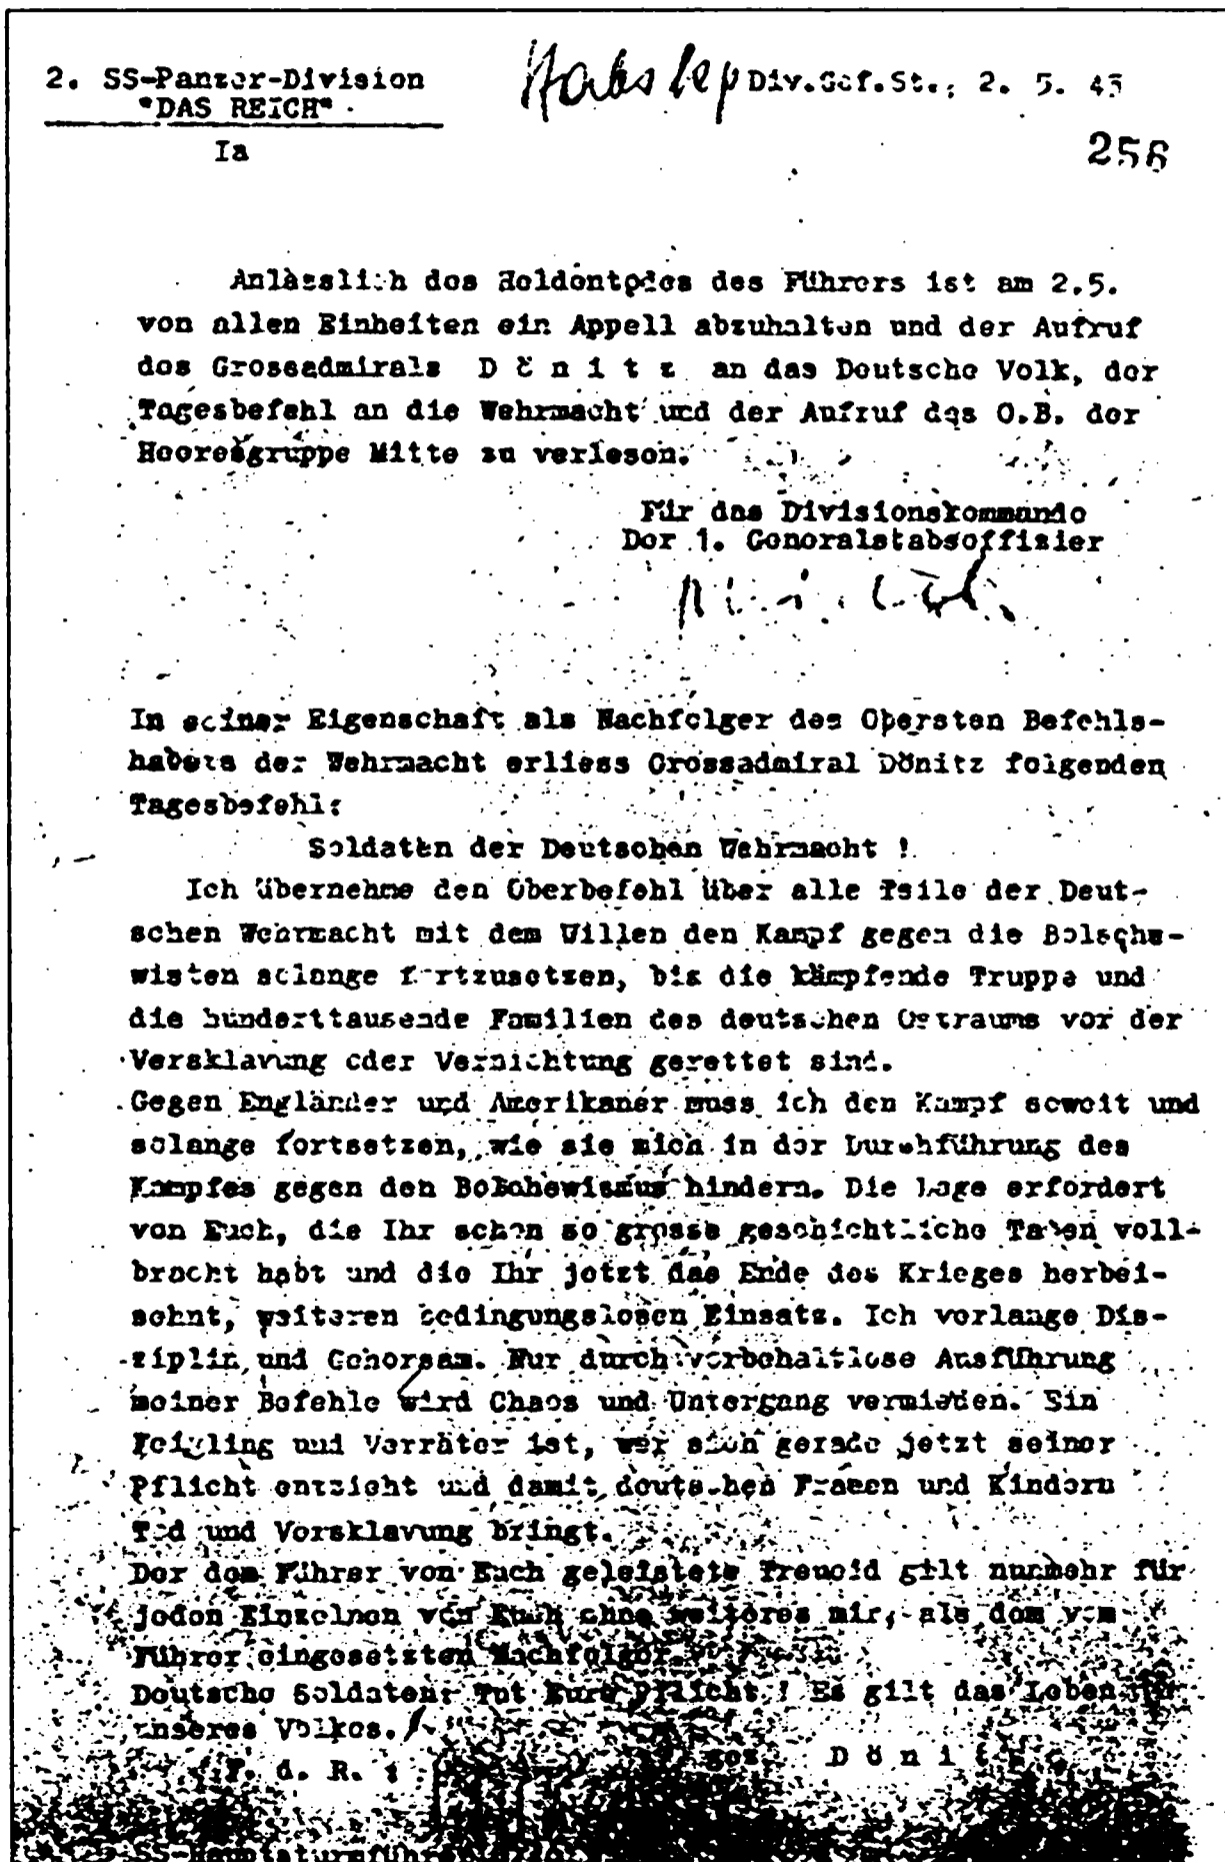 2. SS-Panzer-Division
"DAS REICH"
Ia
Div.Gef.St., 2. 5. 45
256
Anlässlich des Heldentodes des Führers ist am 2.5.
von allen Einheiten ein Appell abzuhalten und der Aufruf
des Grossadmirals D ö n i t z an das Deutsche Volk, der
Tagesbefehl an die Wehrmacht und der Aufruf des O.B. der
Heeresgruppe Mitte zu verlesen.
Für das Divisionskommando
Der 1. Generalstabsoffizier
In seiner Eigenschaft als Nachfolger des Obersten Befehls-
habers der Wehrmacht erliess Grossadmiral Dönitz folgenden
Tagesbefehl:
Soldaten der Deutschen Wehrmacht !
Ich übernehme den Oberbefehl über alle Teile der Deut-
schen Wehrmacht mit dem Willen den Kampf gegen die Bolsche-
wisten solange fortzusetzen, bis die kämpfende Truppe und
die hunderttausende Familien des deutschen Ostraums vor der
Versklavung oder Vernichtung gerettet sind.
Gegen Engländer und Amerikaner muss ich den Kampf soweit und
solange fortsetzen, wie sie mich in der Durchführung des
Kampfes gegen den Bolschewismus hindern. Die Lage erfordert
von Euch, die Ihr schon so grosse geschichtliche Taten voll-
bracht habt und die Ihr jetzt das Ende des Krieges herbei-
sehnt, weiteren bedingungslosen Einsatz. Ich verlange Dis-
ziplin und Gehorsam. Nur durch vorbehaltlose Ausführung
meiner Befehle wird Chaos und Untergang vermieden. Ein
Feigling und Verräter ist, wer sich gerade jetzt seiner
Pflicht entzieht und damit deutschen Frauen und Kindern
Tod und Versklavung bringt.
Der dem Führer von Euch geleistete Treueid gilt nunmehr für
jeden Einzelnen von Euch ohne weiteres mir, als dem vom
Führer eingesetzten Nachfolger.
Deutsche Soldaten: Tut Eure Pflicht ! Es gilt das Leben
unseres Volkes.
F. d. R. :
gez. D ö n i t z
SS-Hauptsturmführer